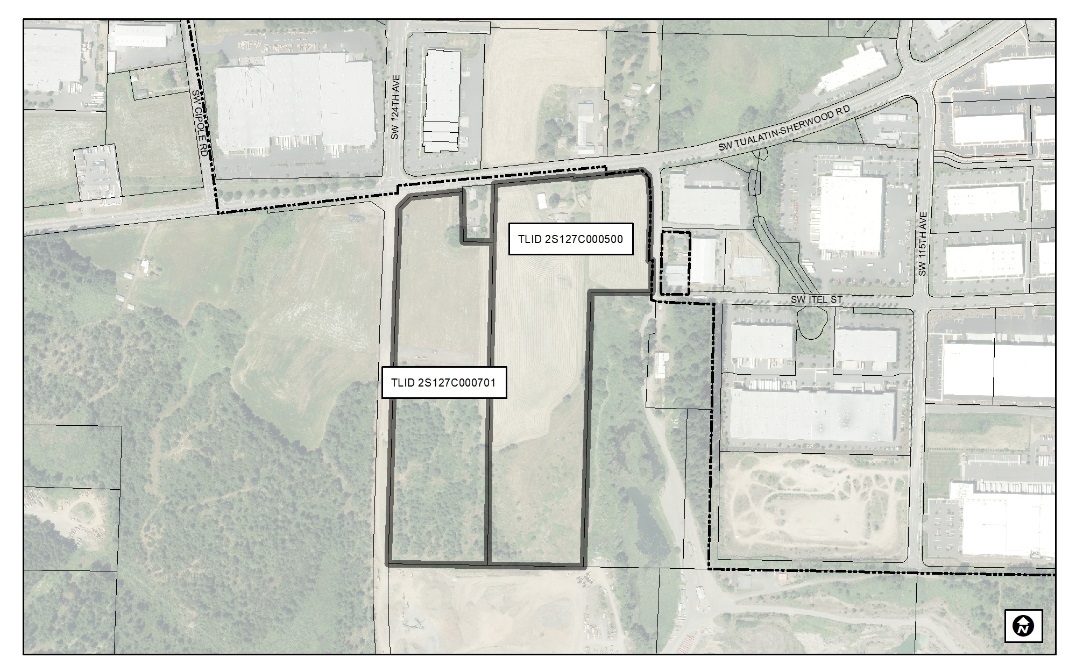 SW CIPOLE RD
SW 124TH AVE
SW TUALATIN-SHERWOOD RD
TLID 2S127C000500
SW 115TH AVE
SW ITEL ST
TLID 2S127C000701
N